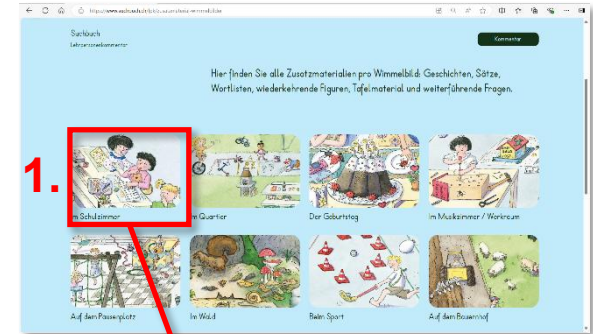 Suchbuch
Lehrpersonenkommentar
Kommentar
Hier finden Sie alle Zusatzmaterialien pro Wimmelbild: Geschichten, Sätze,
Wortlisten, wiederkehrende Figuren, Tafelmaterial und weiterführende Fragen.
1.
Im Schulzimmer
Im Quartier
Der Geburtstag
Im Musikzimmer / Werkraum
Auf dem Pausenplatz
Im Wald
Beim Sport
Auf dem Bauernhof